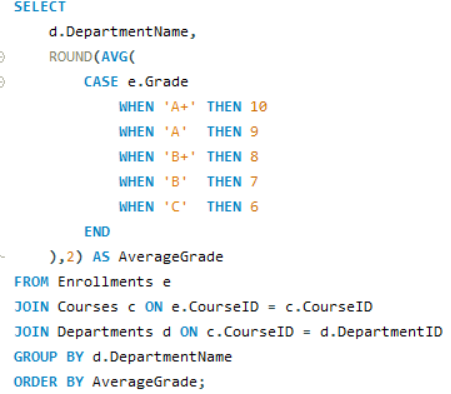 SELECT
    d.DepartmentName,
    ROUND(AVG(
        CASE e.Grade
            WHEN 'A+' THEN 10
            WHEN 'A'  THEN 9
            WHEN 'B+' THEN 8
            WHEN 'B'  THEN 7
            WHEN 'C'  THEN 6
        END
    ),2) AS AverageGrade
FROM Enrollments e
JOIN Courses c ON e.CourseID = c.CourseID
JOIN Departments d ON c.CourseID = d.DepartmentID
GROUP BY d.DepartmentName
ORDER BY AverageGrade;